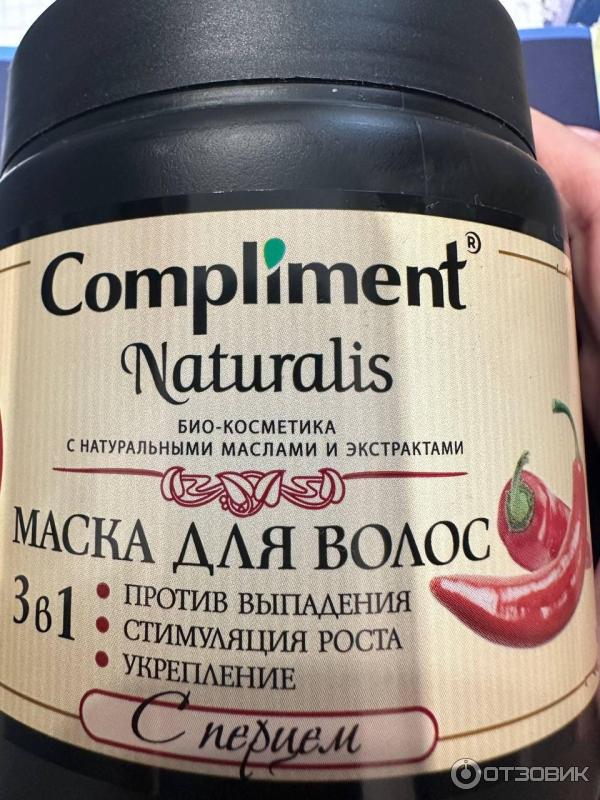 Compliment®
Naturalis
БИО-КОСМЕТИКА
С НАТУРАЛЬНЫМИ МАСЛАМИ И ЭКСТРАКТАМИ
МАСКА ДЛЯ ВОЛОС
3в1
• ПРОТИВ ВЫПАДЕНИЯ
• СТИМУЛЯЦИЯ РОСТА
• УКРЕПЛЕНИЕ
С перцем
ОТЗОВИК